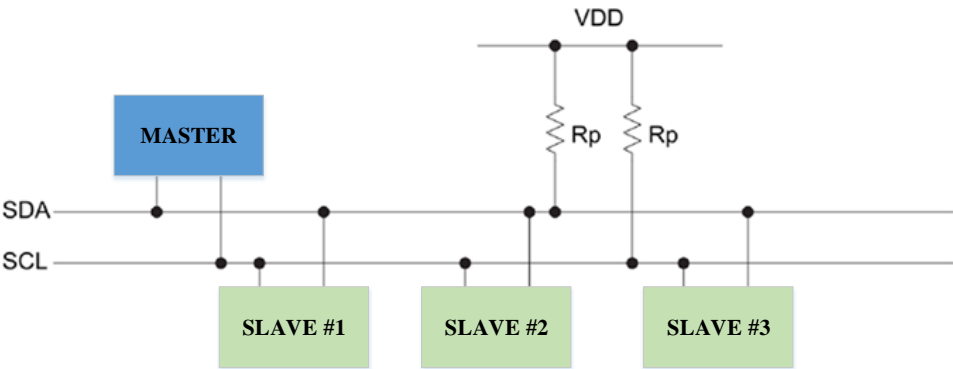 VDD
MASTER
Rp
Rp
SDA
SCL
SLAVE #1
SLAVE #2
SLAVE #3